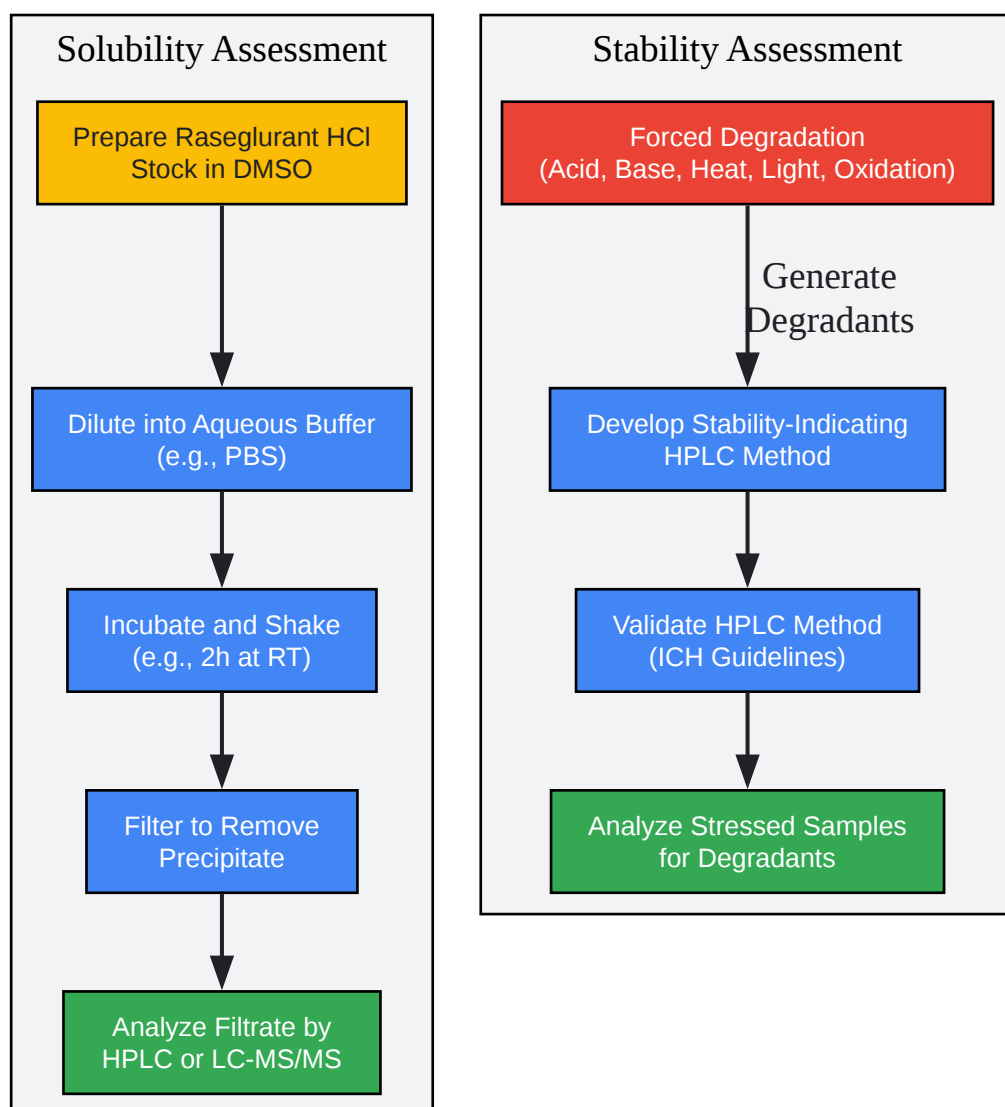 Solubility Assessment
Prepare Raseglurant HCl
Stock in DMSO
Dilute into Aqueous Buffer
(e.g., PBS)
Incubate and Shake
(e.g., 2h at RT)
Filter to Remove
Precipitate
Analyze Filtrate by
HPLC or LC-MS/MS
Stability Assessment
Forced Degradation
(Acid, Base, Heat, Light, Oxidation)
Generate
Degradants
Develop Stability-Indicating
HPLC Method
Validate HPLC Method
(ICH Guidelines)
Analyze Stressed Samples
for Degradants